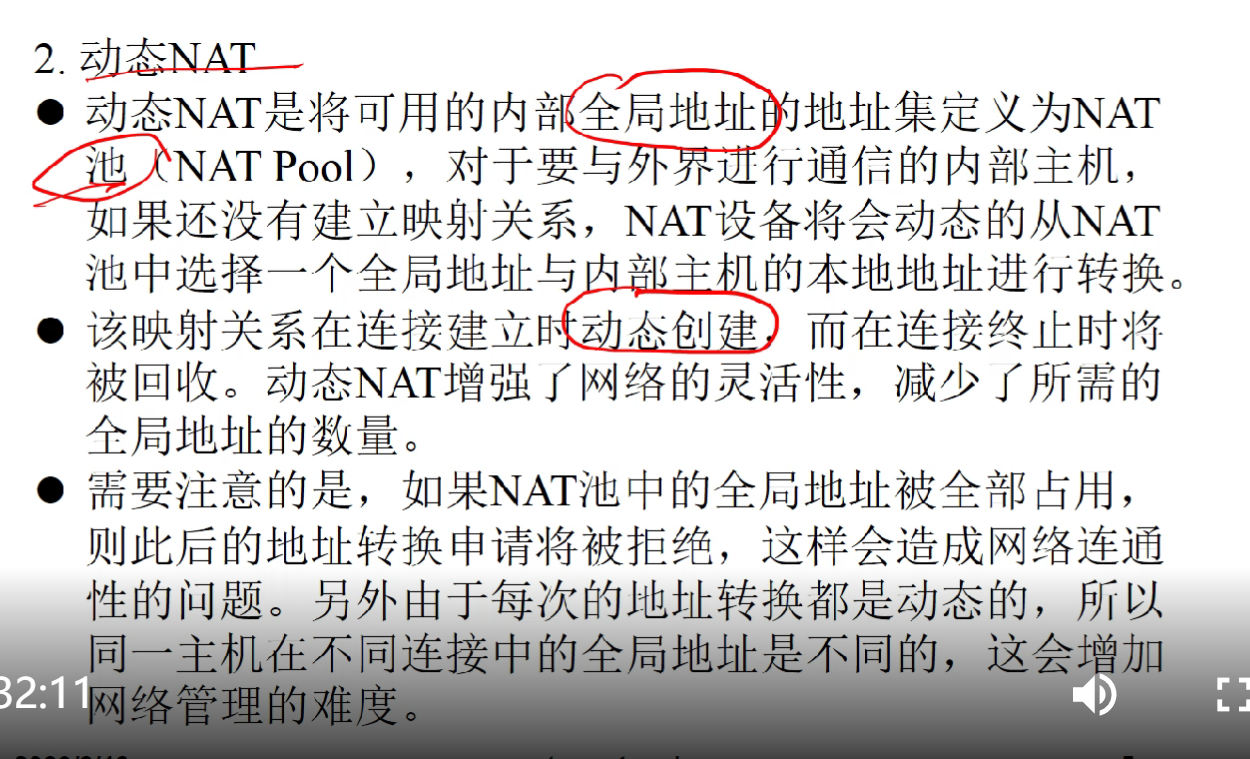 2. 动态NAT
● 动态NAT是将可用的内部全局地址的地址集定义为NAT
池（NAT Pool），对于要与外界进行通信的内部主机，
如果还没有建立映射关系，NAT设备将会动态的从NAT
池中选择一个全局地址与内部主机的本地地址进行转换。
● 该映射关系在连接建立时动态创建，而在连接终止时将
被回收。动态NAT增强了网络的灵活性，减少了所需的
全局地址的数量。
● 需要注意的是，如果NAT池中的全局地址被全部占用，
则此后的地址转换申请将被拒绝，这样会造成网络连通
性的问题。另外由于每次的地址转换都是动态的，所以
同一主机在不同连接中的全局地址是不同的，这会增加
32:11
网络管理的难度。